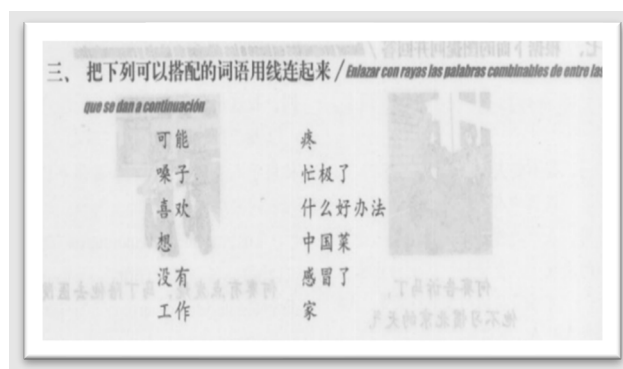 三、 把下列可以搭配的词语用线连起来 / Enlazar con rayas las palabras combinables de entre las
que se dan a continuación
可能 疼
嗓子 忙极了
喜欢 什么好办法
想 中国菜
没有 感冒了
工作 家